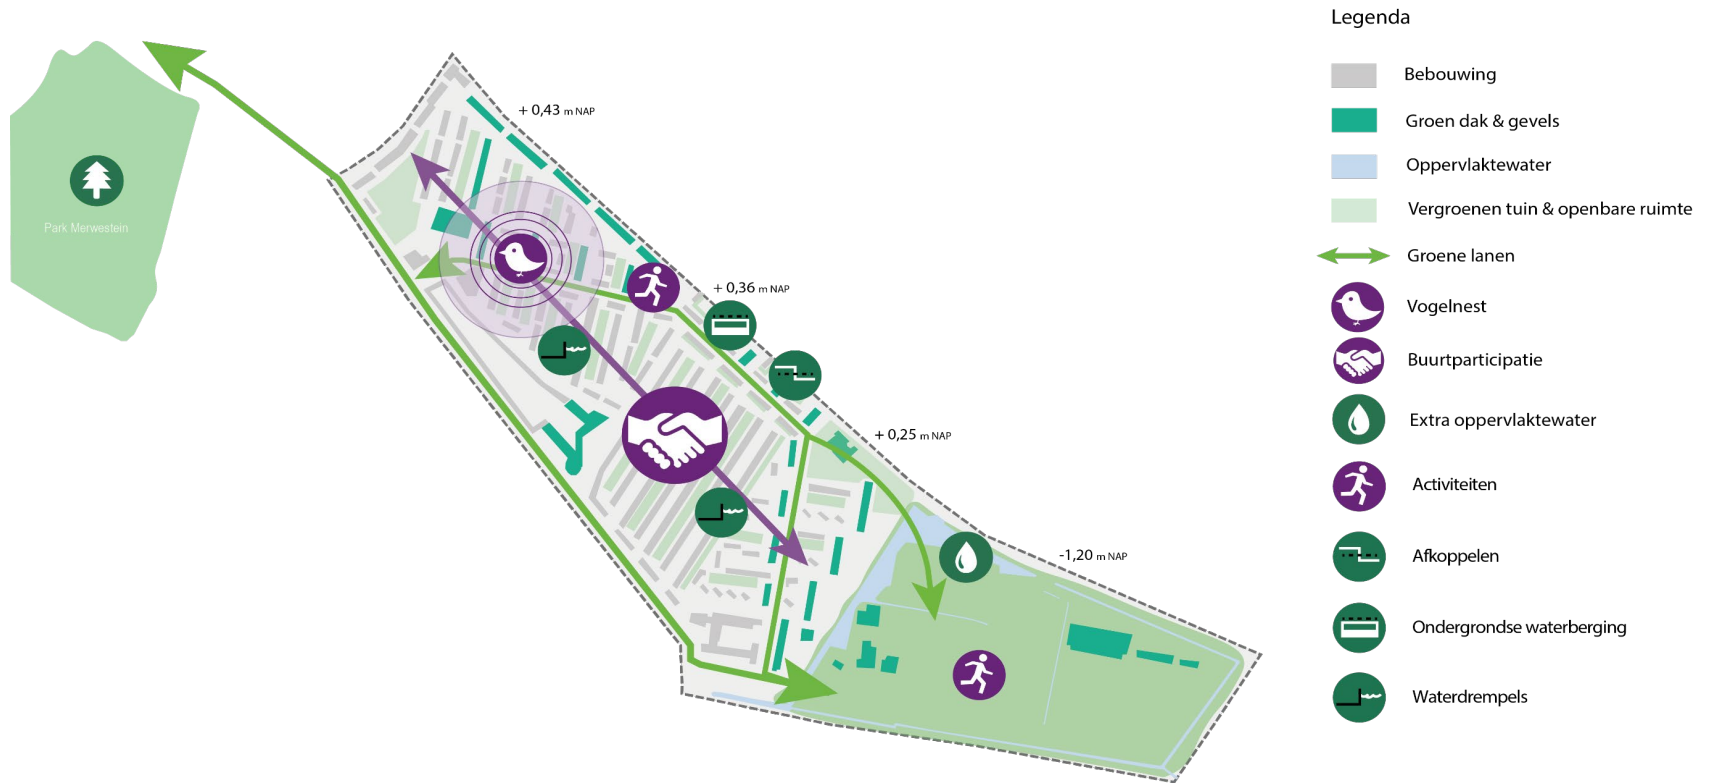 Legenda
Bebouwing
Groen dak & gevels
Oppervlaktewater
Vergroenen tuin & openbare ruimte
Groene lanen
Vogelnest
Buurtparticipatie
Extra oppervlaktewater
Activiteiten
Afkoppelen
Ondergrondse waterberging
Waterdrempels
+ 0,43 m NAP
Park Merwestein
+ 0,36 m NAP
+ 0,25 m NAP
-1,20 m NAP